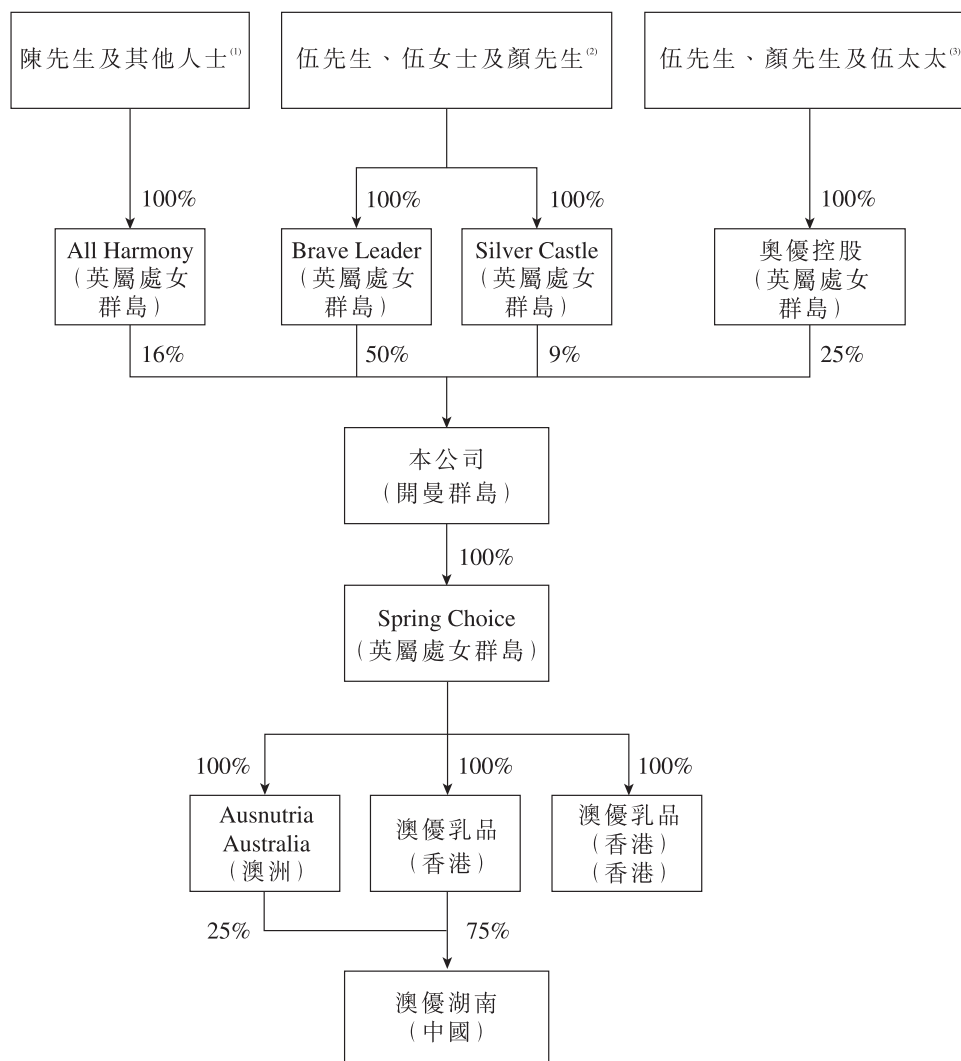 陳先生及其他人士(1)
伍先生、伍女士及顏先生(2)
伍先生、顏先生及伍太太(3)
100%
100%
100%
100%
All Harmony
(英屬處女
群島)
Brave Leader
(英屬處女
群島)
Silver Castle
(英屬處女
群島)
奧優控股
(英屬處女
群島)
16%
50%
9%
25%
本公司
(開曼群島)
100%
Spring Choice
(英屬處女群島)
100%
100%
100%
Ausnutria
Australia
(澳洲)
澳優乳品
(香港)
澳優乳品
(香港)
(香港)
25%
75%
澳優湖南
(中國)